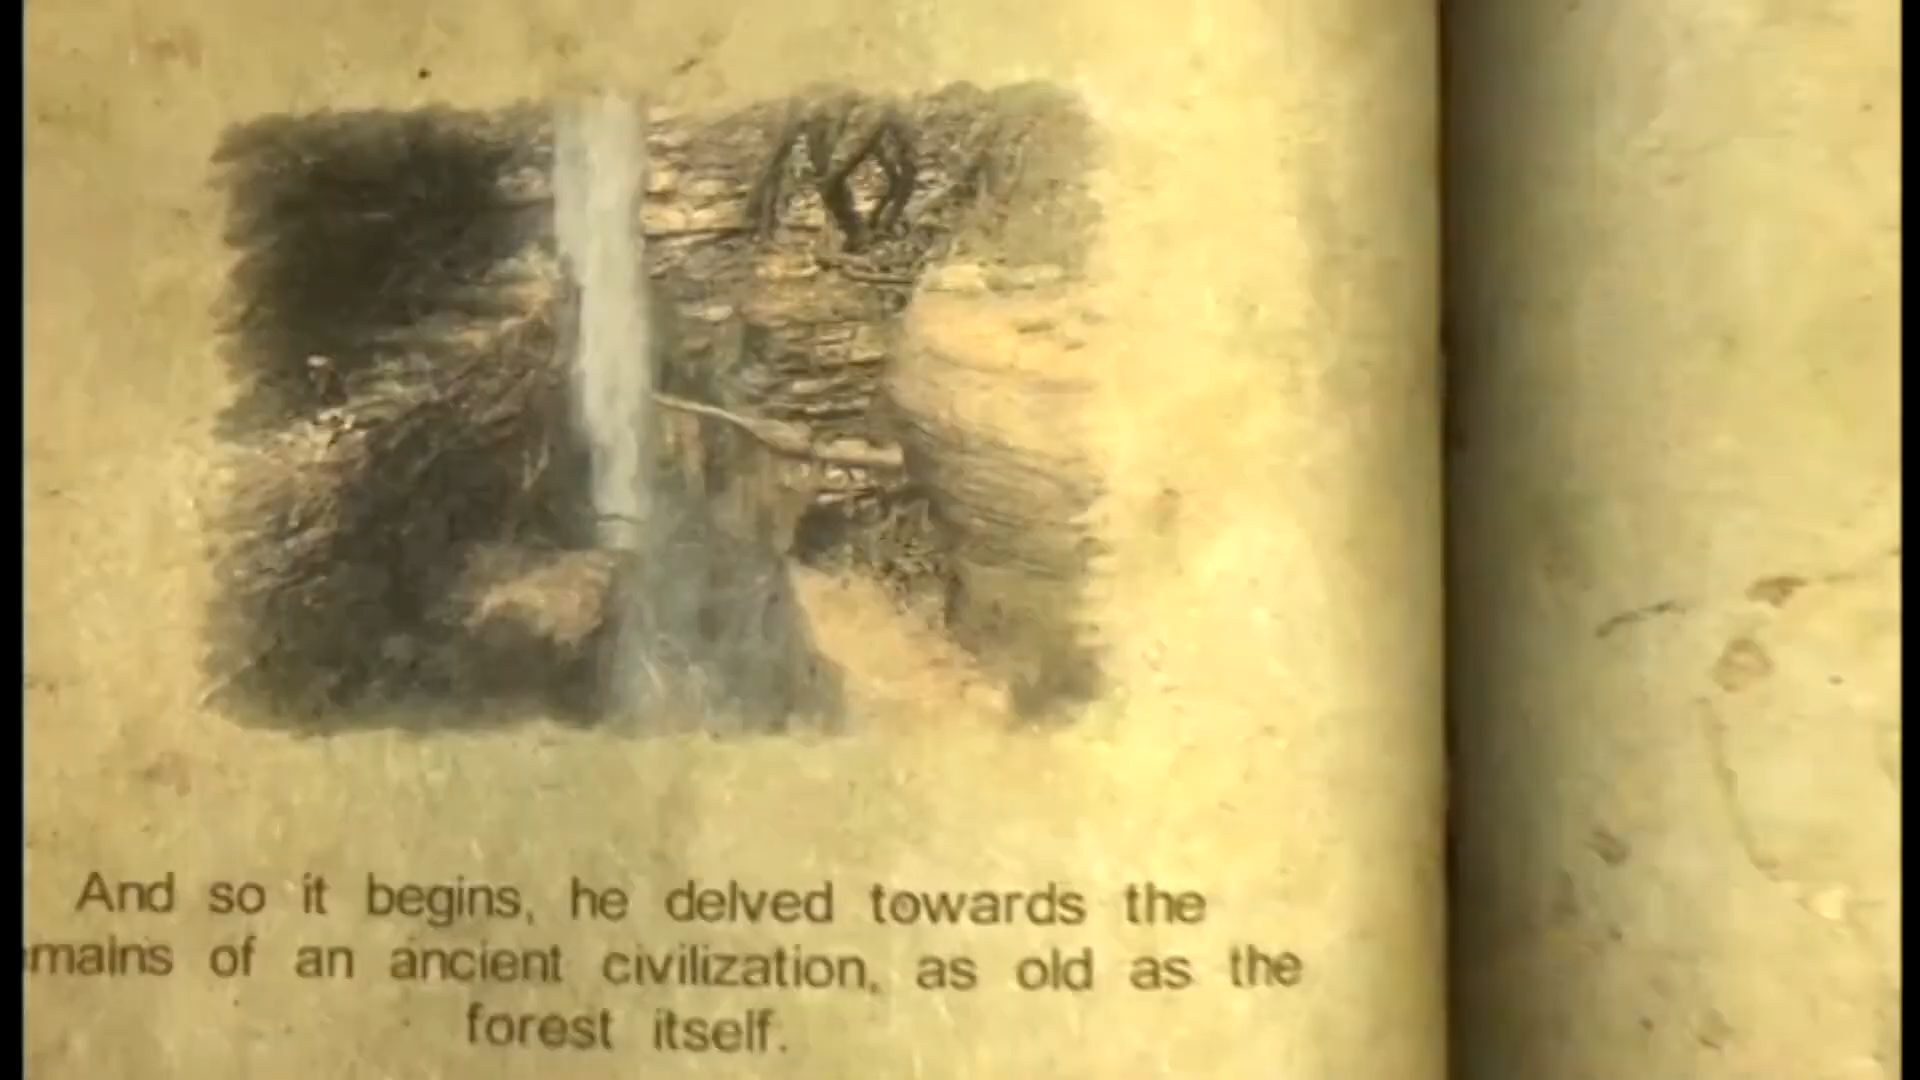 And so it begins, he delved towards the
mains of an ancient civilization, as old as the
forest itself.